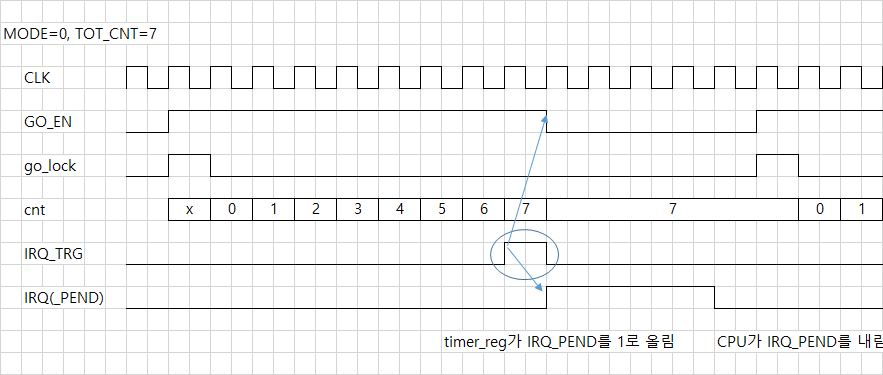 MODE=0, TOT_CNT=7
CLK
GO_EN
go_lock
cnt x 0 1 2 3 4 5 6 7 7 0 1
IRQ_TRG
IRQ(_PEND)
timer_reg가 IRQ_PEND를 1로 올림 CPU가 IRQ_PEND를 내림